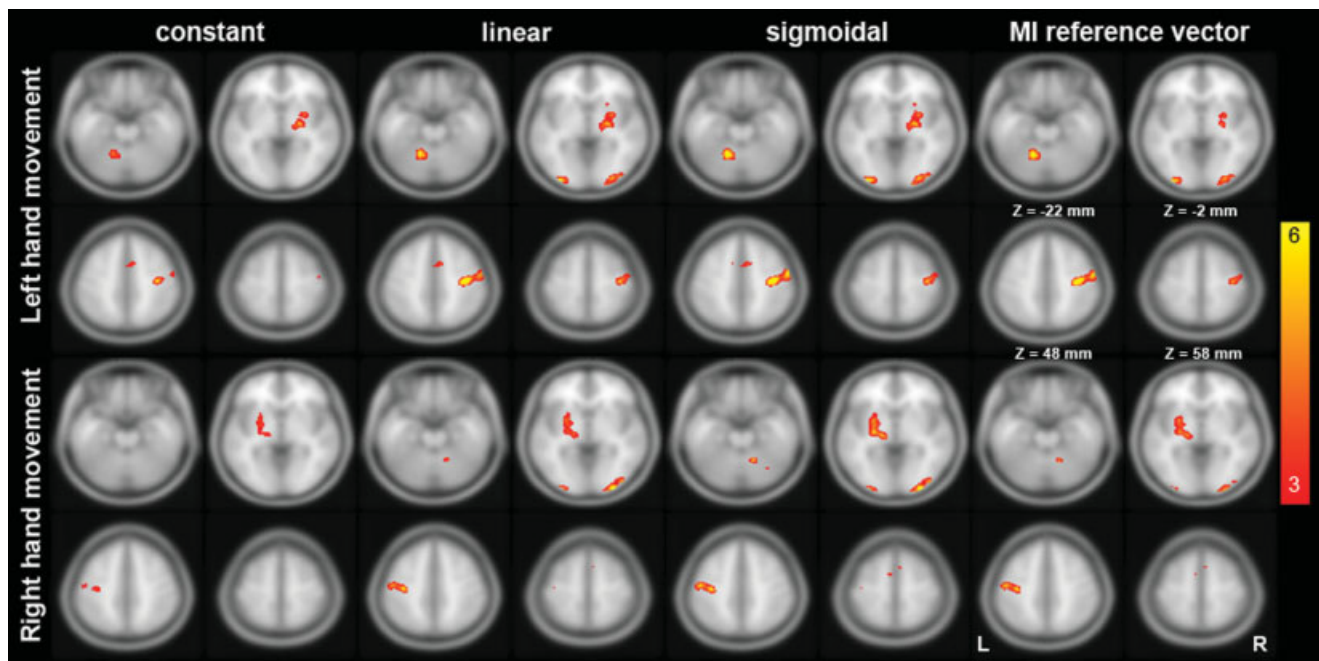 constant linear sigmoidal MI reference vector
Left hand movement
Z = -22 mm Z = -2 mm
6
Z = 48 mm Z = 58 mm
Right hand movement
3
L R